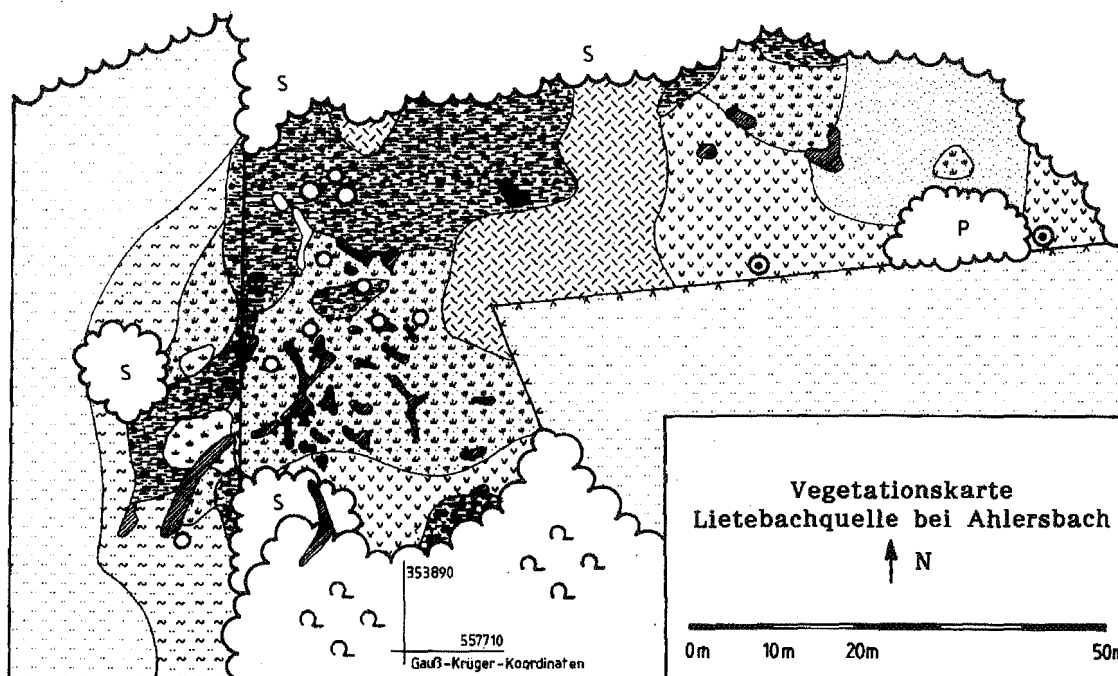 S
S
P
S
S
353890
557710
Gauß-Krüger-Koordinaten
Vegetationskarte
Lietebachquelle bei Ahlersbach
N
0m 10m 20m 50m